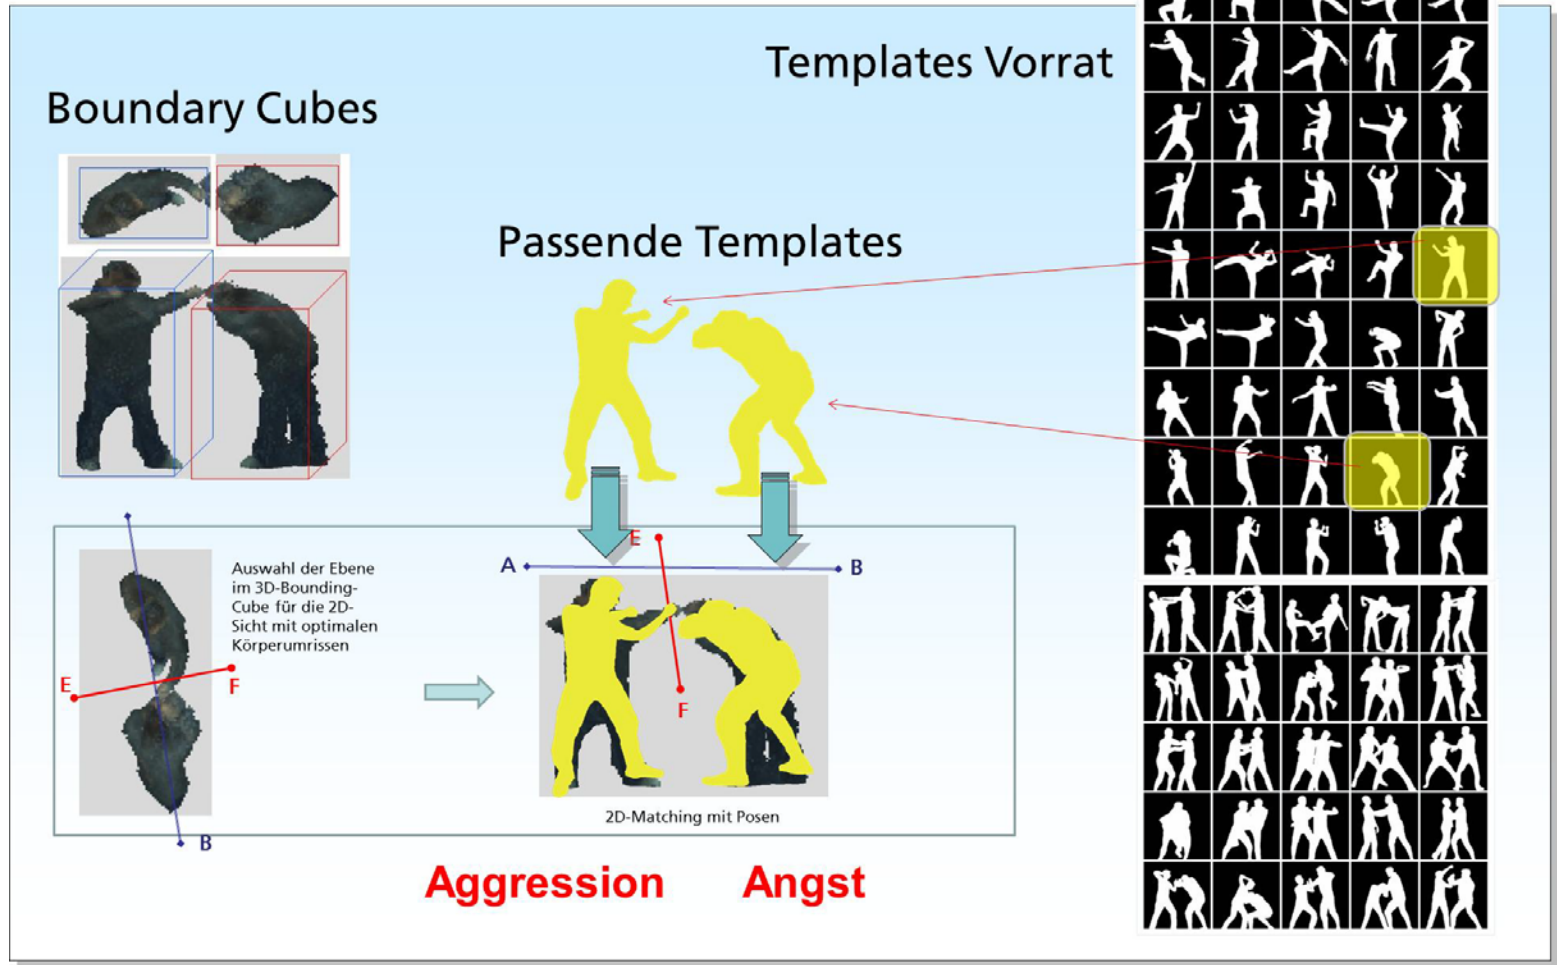 Templates Vorrat
Boundary Cubes
Passende Templates
Auswahl der Ebene
im 3D-Bounding-
Cube für die 2D-
Sicht mit optimalen
Körperumrissen
E
F
B
A
B
E
F
2D-Matching mit Posen
Aggression
Angst